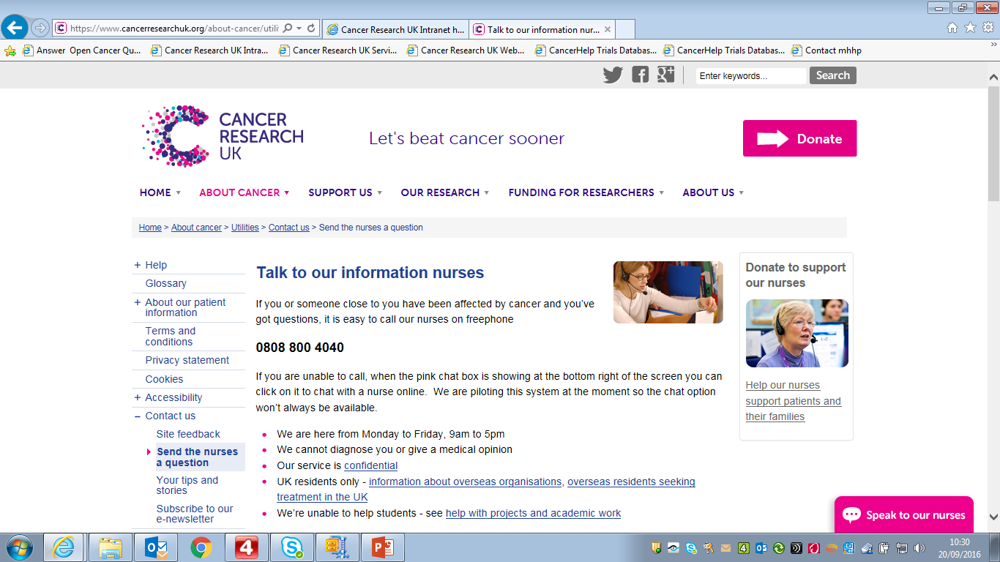 https://www.cancerresearchuk.org/about-cancer/utili
Cancer Research UK Intranet h...
Talk to our information nur...
Answer Open Cancer Qu...
Cancer Research UK Intra...
Cancer Research UK Servi...
Cancer Research UK Web...
CancerHelp Trials Databas...
CancerHelp Trials Databas...
Contact mhhp
Enter keywords...
Search
CANCER
RESEARCH
UK
Let's beat cancer sooner
Donate
HOME
ABOUT CANCER
SUPPORT US
OUR RESEARCH
FUNDING FOR RESEARCHERS
ABOUT US
Home > About cancer > Utilities > Contact us > Send the nurses a question
+ Help
Glossary
+ About our patient
information
Terms and
conditions
Privacy statement
Cookies
+ Accessibility
– Contact us
Site feedback
Send the nurses
a question
Your tips and
stories
Subscribe to our
e-newsletter
Talk to our information nurses
If you or someone close to you have been affected by cancer and you've
got questions, it is easy to call our nurses on freephone
0808 800 4040
If you are unable to call, when the pink chat box is showing at the bottom right of the screen you can
click on it to chat with a nurse online. We are piloting this system at the moment so the chat option
won't always be available.
• We are here from Monday to Friday, 9am to 5pm
• We cannot diagnose you or give a medical opinion
• Our service is confidential
• UK residents only - information about overseas organisations, overseas residents seeking
treatment in the UK
• We're unable to help students - see help with projects and academic work
Donate to support
our nurses
Help our nurses
support patients and
their families
Speak to our nurses
10:30
20/09/2016